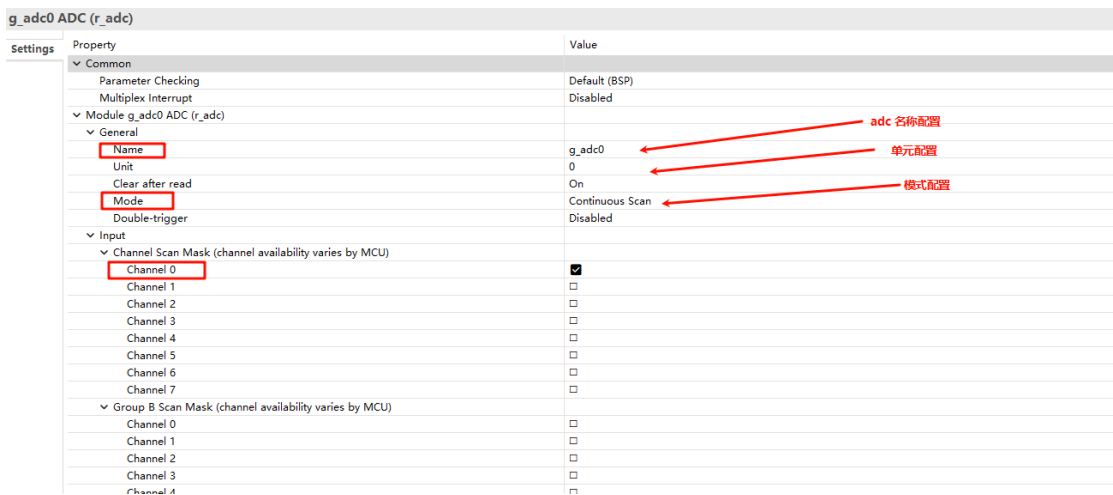 g_adc0 ADC (r_adc)
Settings
Property Value
Common
Parameter Checking Default (BSP)
Multiplex Interrupt Disabled
Module g_adc0 ADC (r_adc)
General
Name g_adc0
adc 名称配置
Unit 0
单元配置
Clear after read On
Mode Continuous Scan
模式配置
Double-trigger Disabled
Input
Channel Scan Mask (channel availability varies by MCU)
Channel 0
Channel 1
Channel 2
Channel 3
Channel 4
Channel 5
Channel 6
Channel 7
Group B Scan Mask (channel availability varies by MCU)
Channel 0
Channel 1
Channel 2
Channel 3
Channel 4